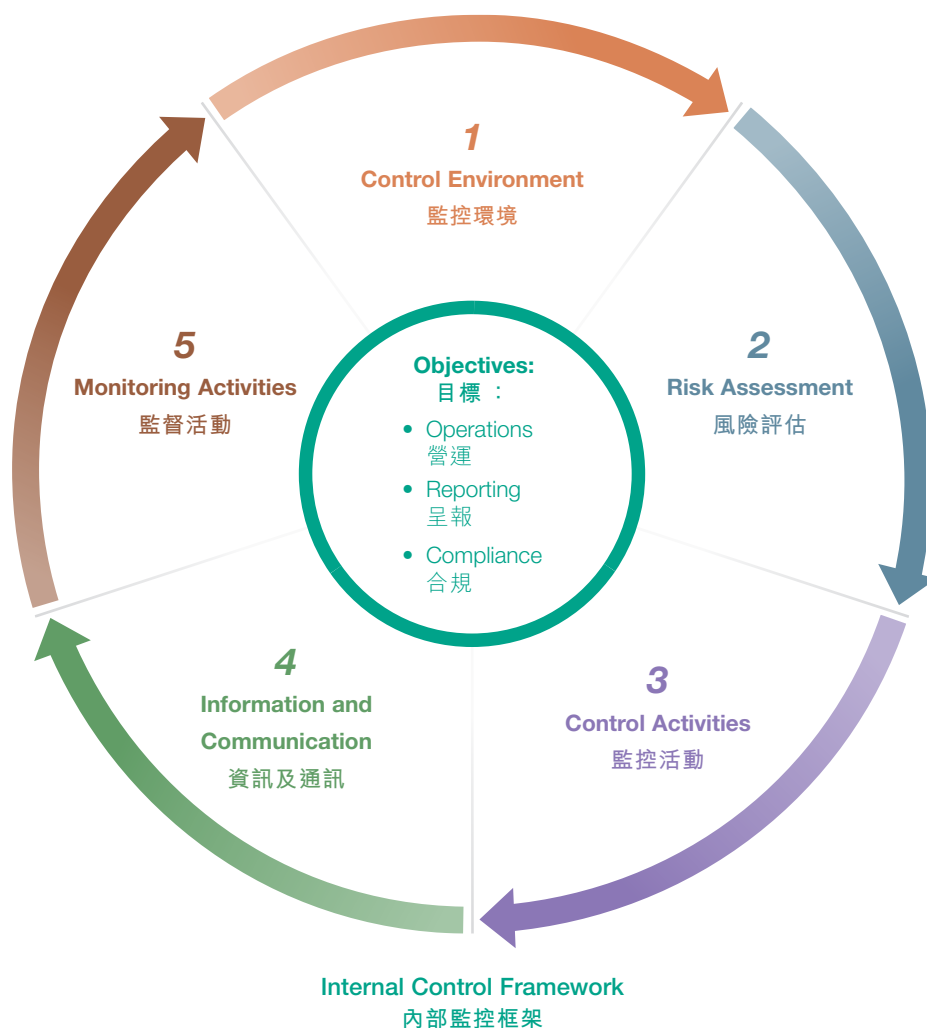 1
Control Environment
監控環境
2
Risk Assessment
風險評估
3
Control Activities
監控活動
4
Information and
Communication
資訊及通訊
5
Monitoring Activities
監督活動
Objectives:
目標：
• Operations
營運
• Reporting
呈報
• Compliance
合規
Internal Control Framework
內部監控框架